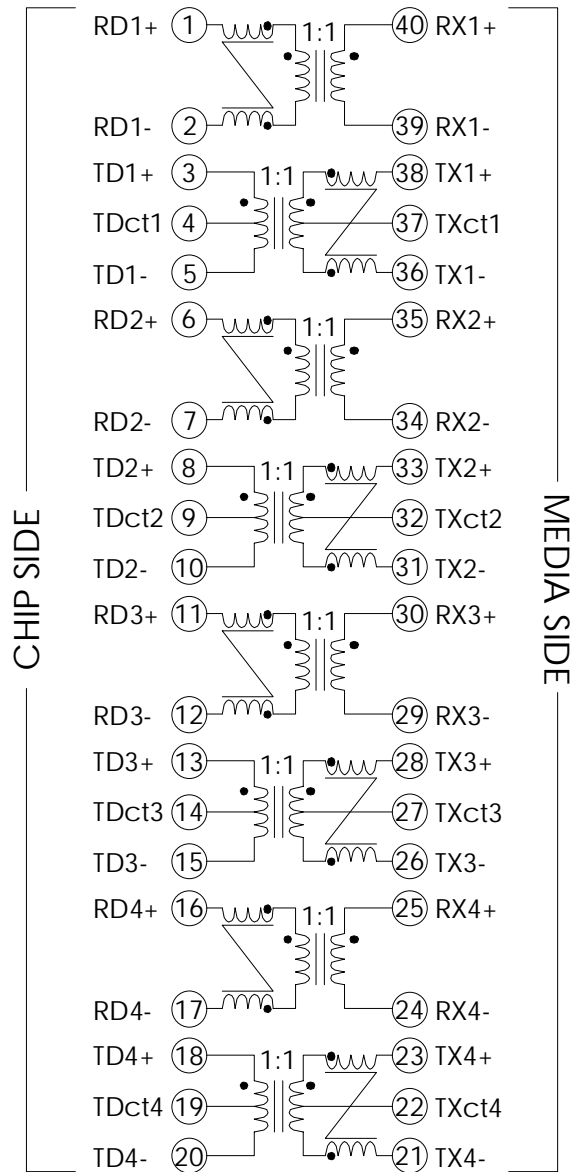 RD1+ 1 1:1 40 RX1+
RD1- 2 39 RX1-
TD1+ 3 1:1 38 TX1+
TDct1 4 37 TXct1
TD1- 5 36 TX1-
RD2+ 6 1:1 35 RX2+
RD2- 7 34 RX2-
TD2+ 8 1:1 33 TX2+
TDct2 9 32 TXct2
TD2- 10 31 TX2-
RD3+ 11 1:1 30 RX3+
RD3- 12 29 RX3-
TD3+ 13 1:1 28 TX3+
TDct3 14 27 TXct3
TD3- 15 26 TX3-
RD4+ 16 1:1 25 RX4+
RD4- 17 24 RX4-
TD4+ 18 1:1 23 TX4+
TDct4 19 22 TXct4
TD4- 20 21 TX4-
CHIP SIDE
MEDIA SIDE